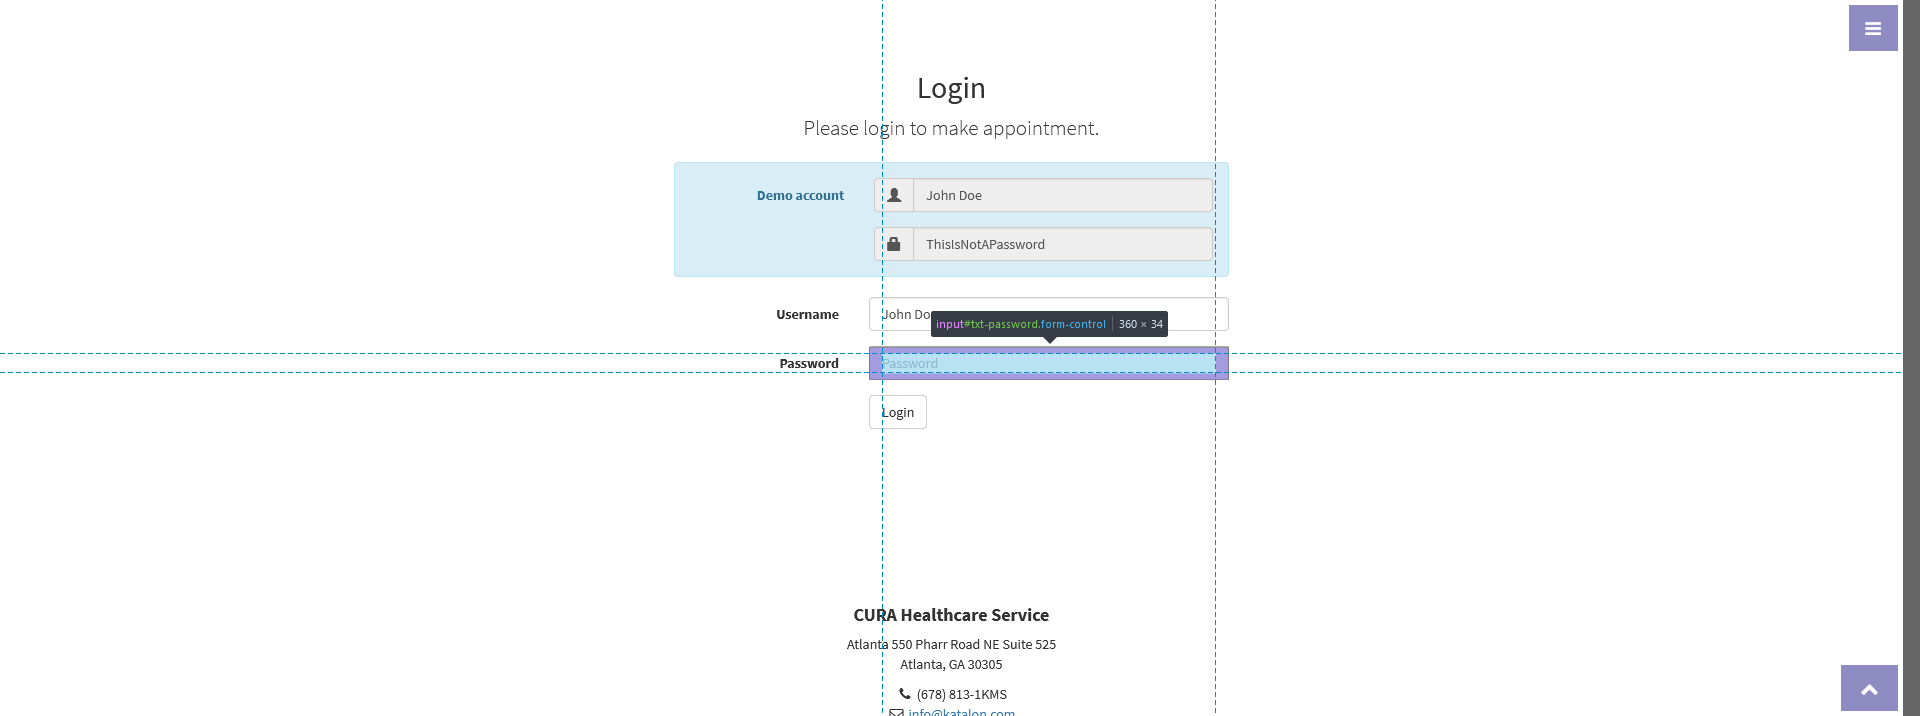 Login
Please login to make appointment.
Demo account
John Doe
ThisIsNotAPassword
Username
John Do
input#txt-password.form-control 360 × 34
Password
Password
Login
CURA Healthcare Service
Atlanta 550 Pharr Road NE Suite 525
Atlanta, GA 30305
(678) 813-1KMS
info@katalon.com